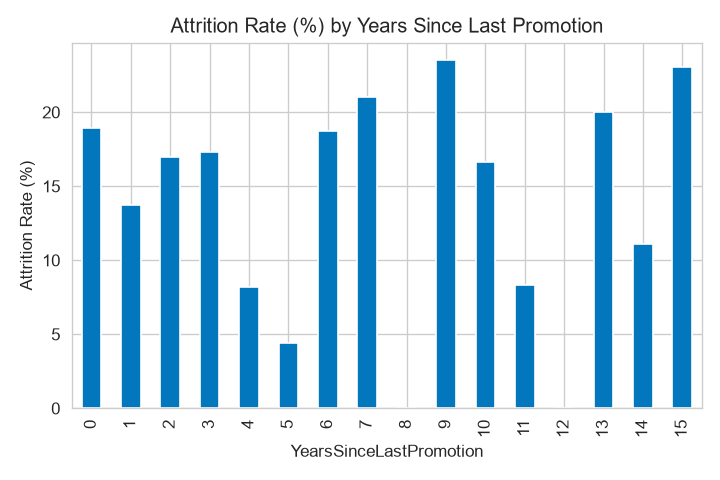 Attrition Rate (%) by Years Since Last Promotion
Attrition Rate (%)
20
15
10
5
0
0 1 2 3 4 5 6 7 8 9 10 11 12 13 14 15
YearsSinceLastPromotion